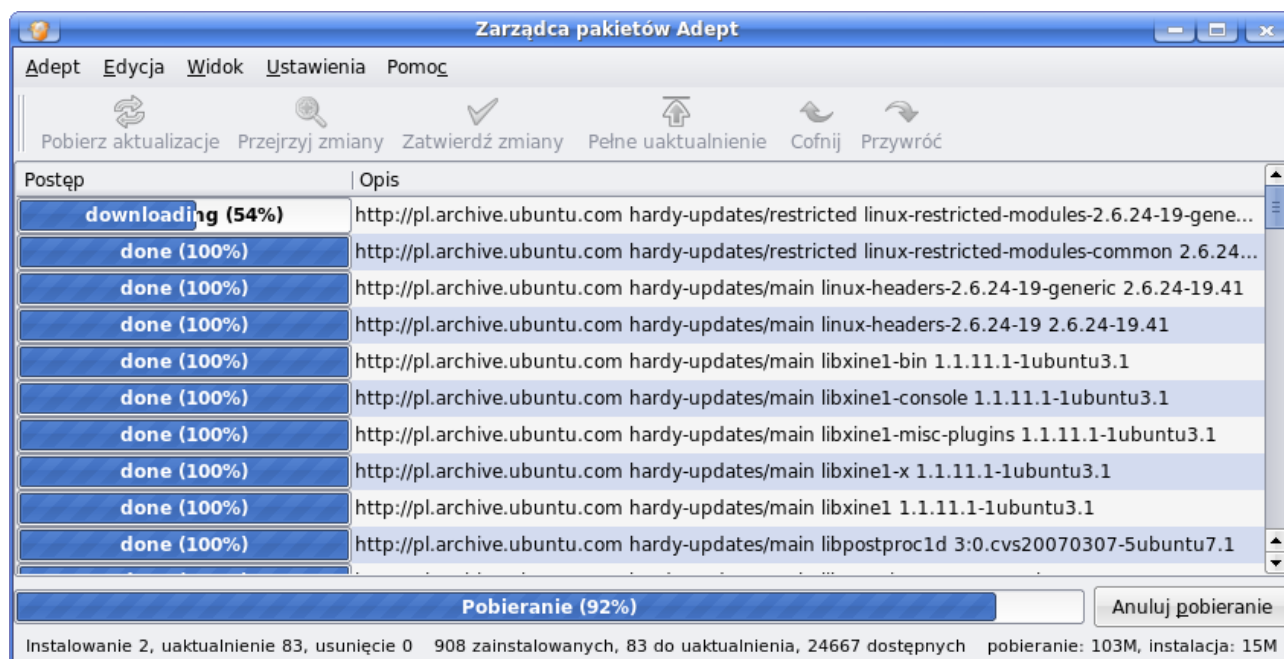 Zarządca pakietów Adept
Adept Edycja Widok Ustawienia Pomoc
Pobierz aktualizacje Przejrzyj zmiany Zatwierdź zmiany Pełne uaktualnienie Cofnij Przywróć
Postęp Opis
downloading (54%) http://pl.archive.ubuntu.com hardy-updates/restricted linux-restricted-modules-2.6.24-19-gene...
done (100%) http://pl.archive.ubuntu.com hardy-updates/restricted linux-restricted-modules-common 2.6.24...
done (100%) http://pl.archive.ubuntu.com hardy-updates/main linux-headers-2.6.24-19-generic 2.6.24-19.41
done (100%) http://pl.archive.ubuntu.com hardy-updates/main linux-headers-2.6.24-19 2.6.24-19.41
done (100%) http://pl.archive.ubuntu.com hardy-updates/main libxine1-bin 1.1.11.1-1ubuntu3.1
done (100%) http://pl.archive.ubuntu.com hardy-updates/main libxine1-console 1.1.11.1-1ubuntu3.1
done (100%) http://pl.archive.ubuntu.com hardy-updates/main libxine1-misc-plugins 1.1.11.1-1ubuntu3.1
done (100%) http://pl.archive.ubuntu.com hardy-updates/main libxine1-x 1.1.11.1-1ubuntu3.1
done (100%) http://pl.archive.ubuntu.com hardy-updates/main libxine1 1.1.11.1-1ubuntu3.1
done (100%) http://pl.archive.ubuntu.com hardy-updates/main libpostproc1d 3:0.cvs20070307-5ubuntu7.1
Pobieranie (92%) Anuluj pobieranie
Instalowanie 2, uaktualnienie 83, usunięcie 0 908 zainstalowanych, 83 do uaktualnienia, 24667 dostępnych pobieranie: 103M, instalacja: 15M